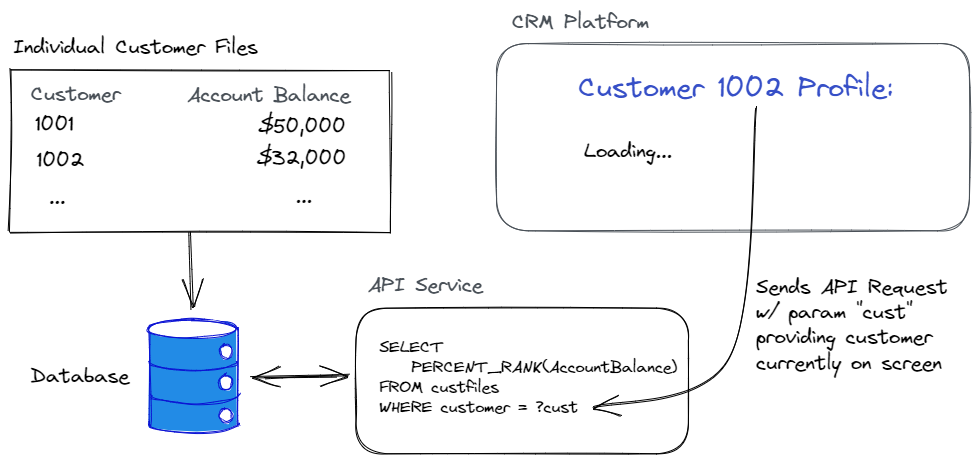 CRM Platform
Individual Customer Files
Customer Account Balance
1001 $50,000
1002 $32,000
... ...
Customer 1002 Profile:
Loading...
API Service
Sends API Request
w/ param "cust"
providing customer
currently on screen
Database
SELECT
PERCENT_RANK(AccountBalance)
FROM custfiles
WHERE customer = ?cust